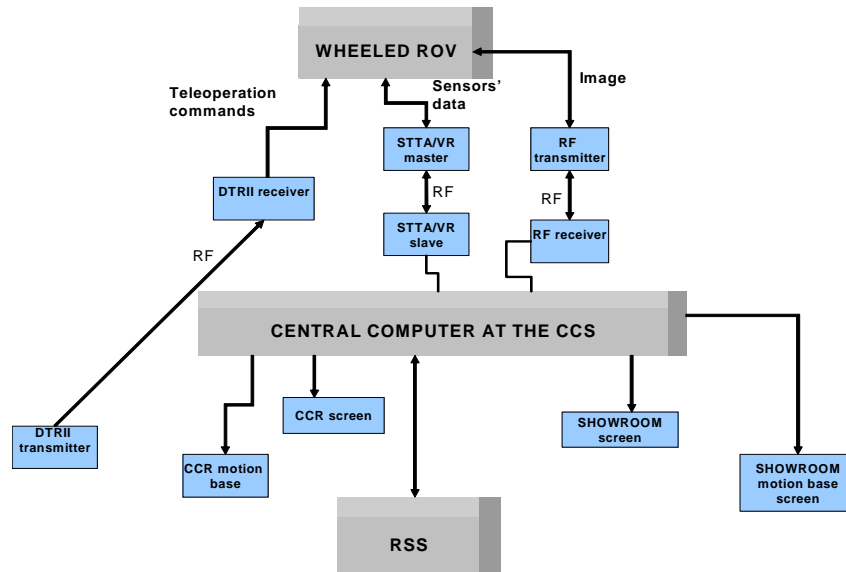 WHEELED ROV
Teleoperation
commands
Sensors'
data
Image
STTA/VR
master
RF
transmitter
DTRII receiver
RF
RF
STTA/VR
slave
RF receiver
RF
CENTRAL COMPUTER AT THE CCS
CCR screen
SHOWROOM
screen
DTRII
transmitter
CCR motion
base
SHOWROOM
motion base
screen
RSS